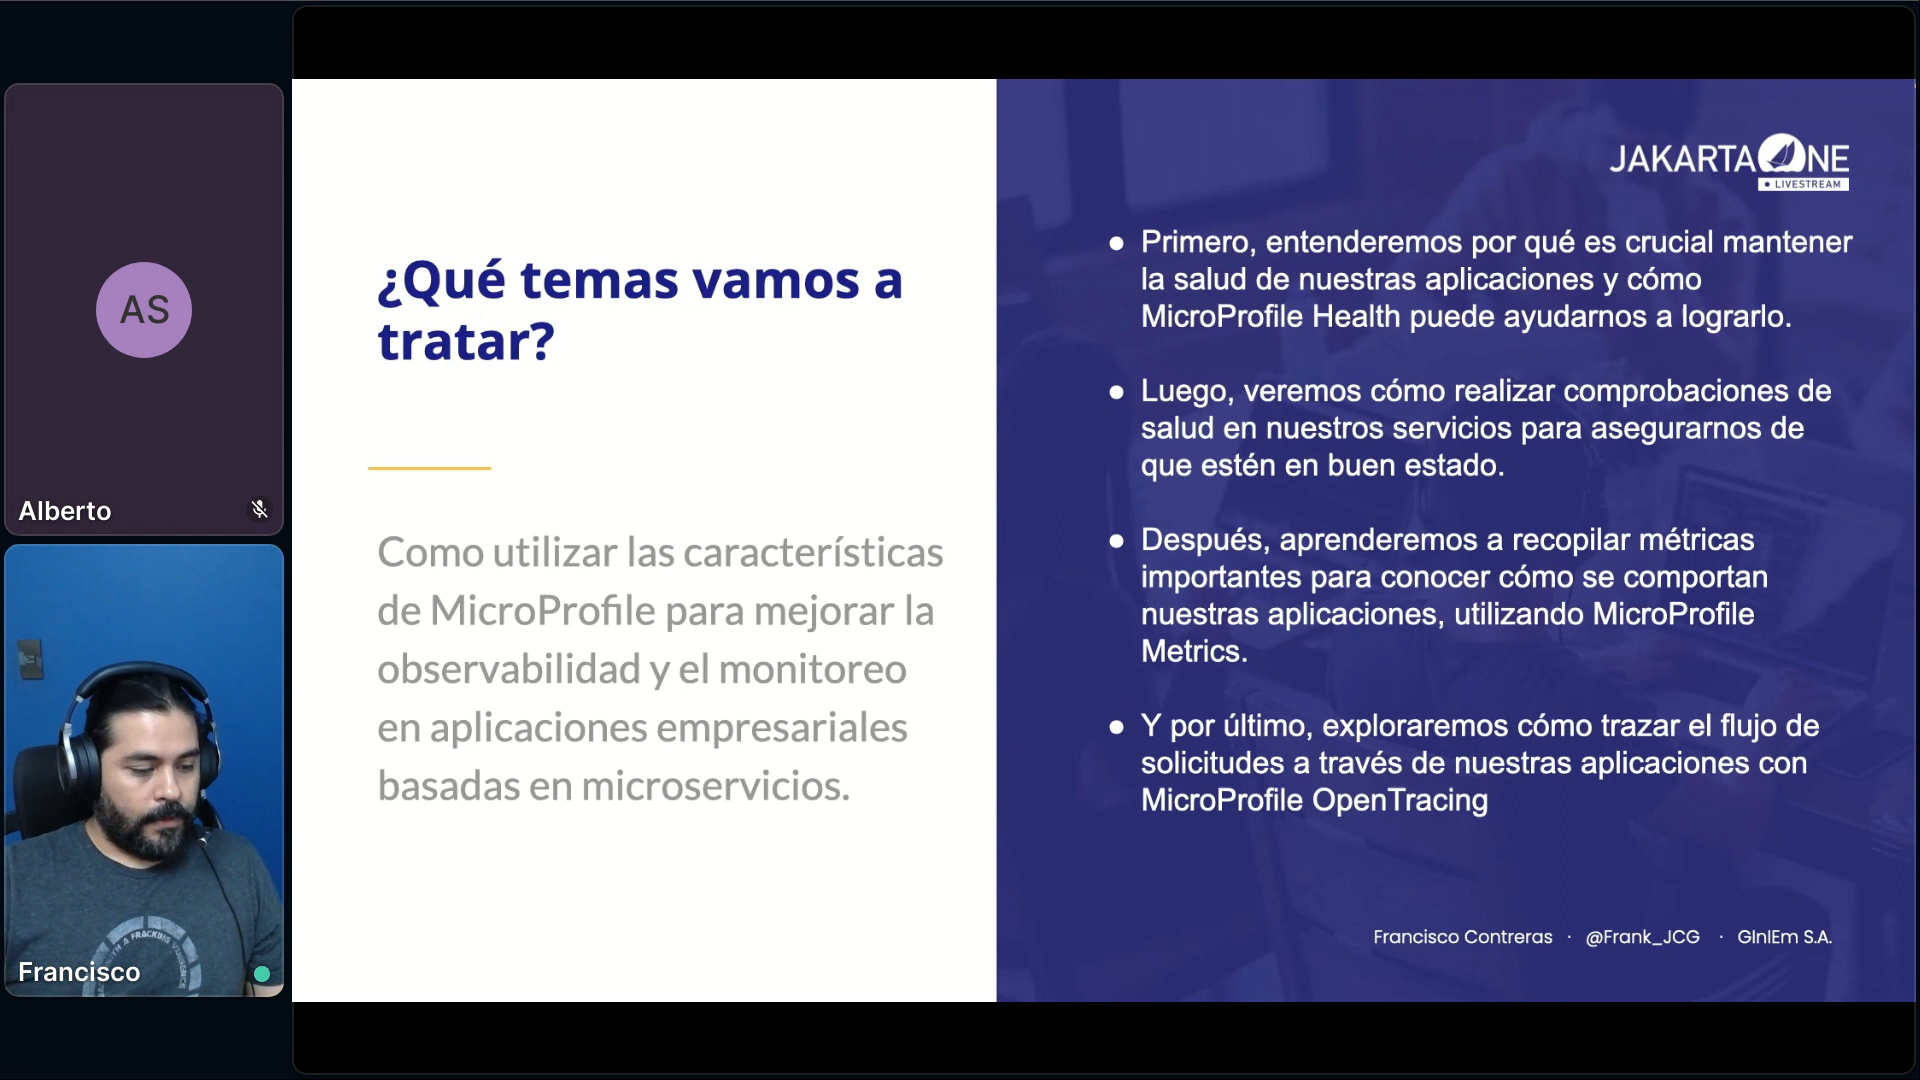 AS
Alberto
Francisco
¿Qué temas vamos a
tratar?
Como utilizar las características
de MicroProfile para mejorar la
observabilidad y el monitoreo
en aplicaciones empresariales
basadas en microservicios.
JAKARTAONE
• LIVESTREAM
● Primero, entenderemos por qué es crucial mantener
la salud de nuestras aplicaciones y cómo
MicroProfile Health puede ayudarnos a lograrlo.
● Luego, veremos cómo realizar comprobaciones de
salud en nuestros servicios para asegurarnos de
que estén en buen estado.
● Después, aprenderemos a recopilar métricas
importantes para conocer cómo se comportan
nuestras aplicaciones, utilizando MicroProfile
Metrics.
● Y por último, exploraremos cómo trazar el flujo de
solicitudes a través de nuestras aplicaciones con
MicroProfile OpenTracing
Francisco Contreras · @Frank_JCG · GInIEm S.A.